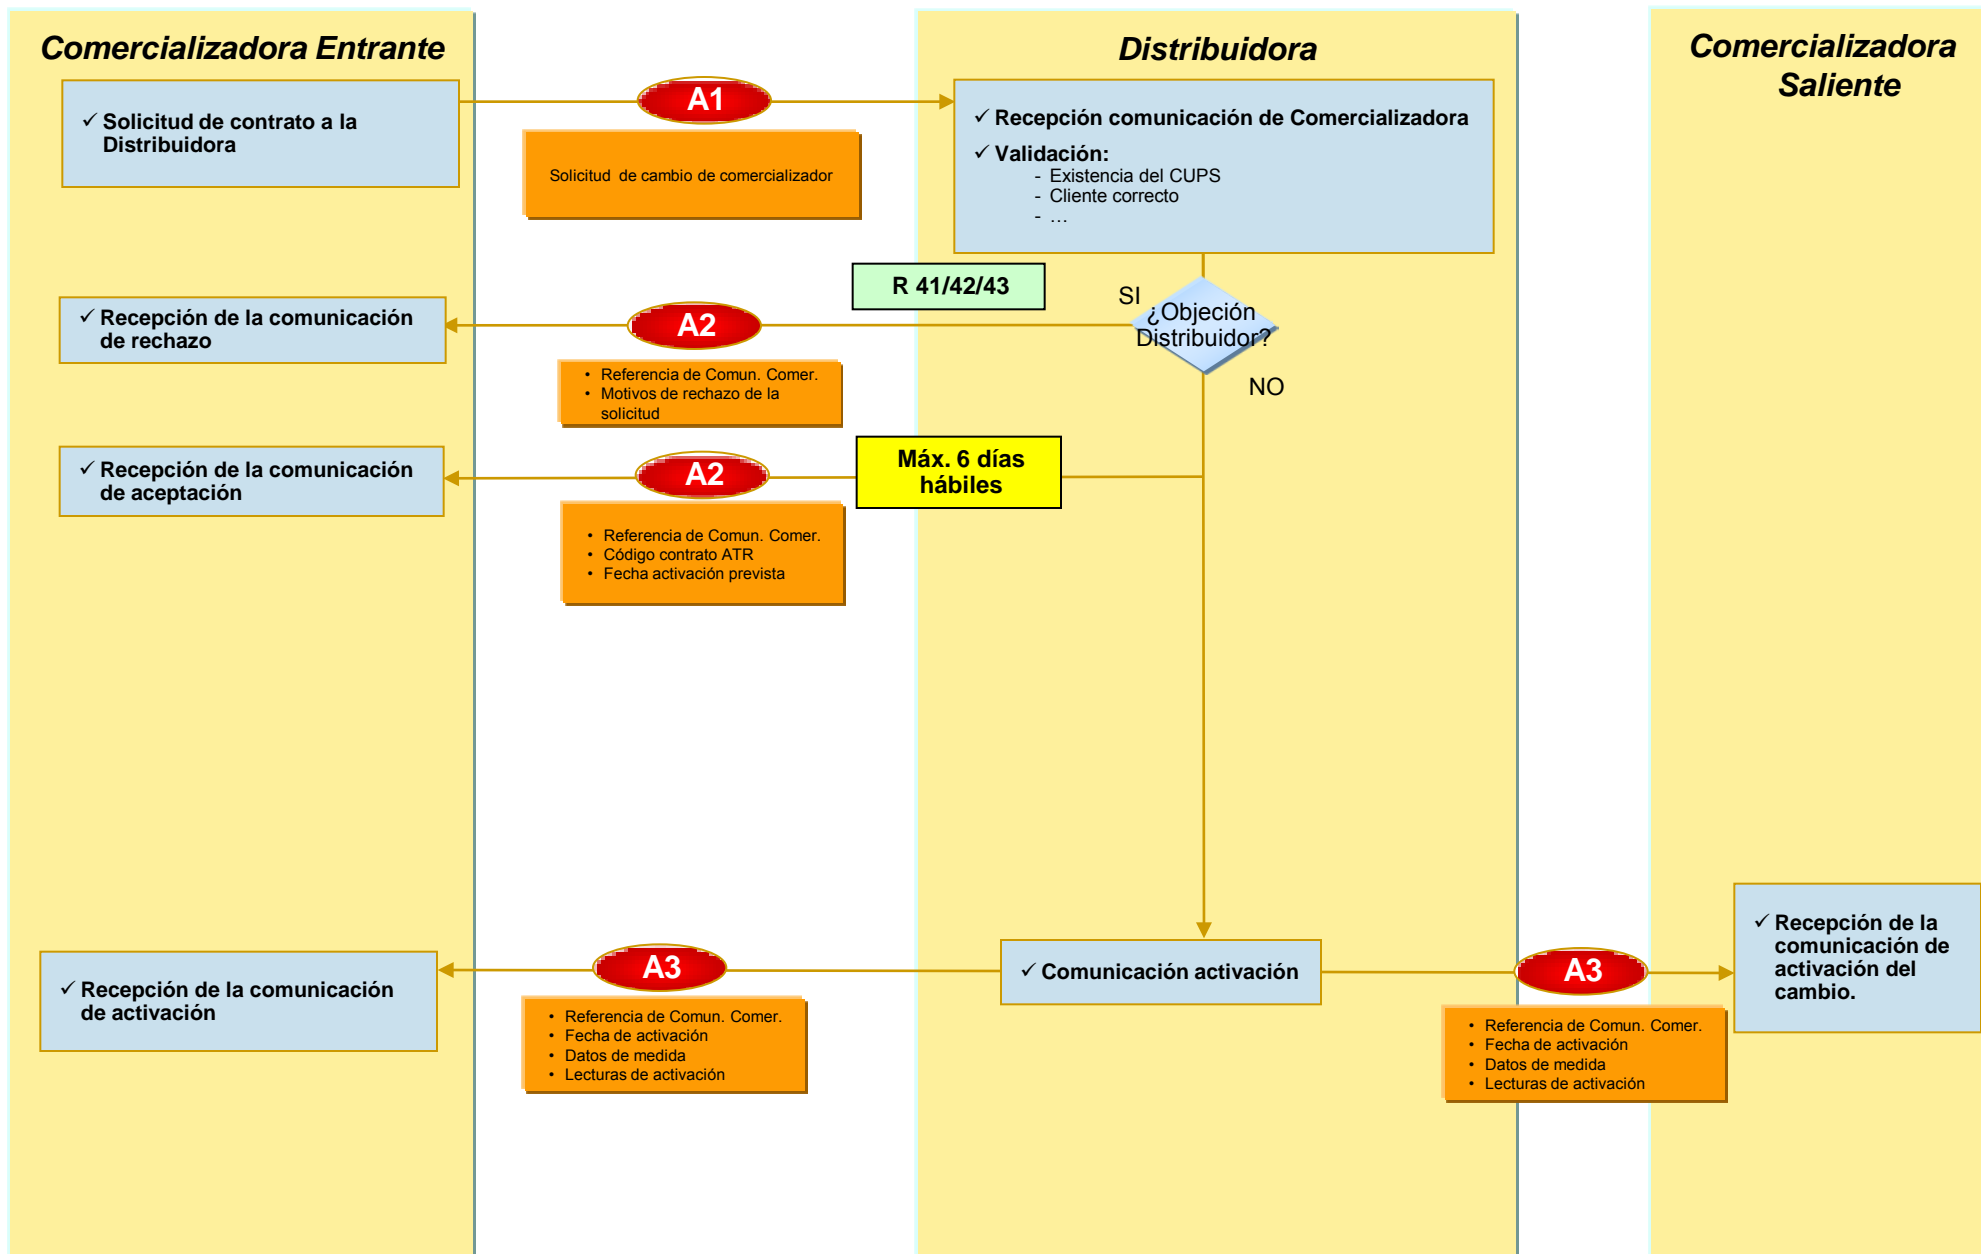 Comercializadora Entrante
Distribuidora
Comercializadora
Saliente
✓ Solicitud de contrato a la
Distribuidora
A1
Solicitud de cambio de comercializador
✓ Recepción comunicación de Comercializadora
✓ Validación:
- Existencia del CUPS
- Cliente correcto
- …
R 41/42/43
SI
¿Objeción
Distribuidor?
NO
✓ Recepción de la comunicación
de rechazo
A2
• Referencia de Comun. Comer.
• Motivos de rechazo de la
solicitud
✓ Recepción de la comunicación
de aceptación
A2
Máx. 6 días
hábiles
• Referencia de Comun. Comer.
• Código contrato ATR
• Fecha activación prevista
✓ Recepción de la comunicación
de activación
A3
• Referencia de Comun. Comer.
• Fecha de activación
• Datos de medida
• Lecturas de activación
✓ Comunicación activación
A3
• Referencia de Comun. Comer.
• Fecha de activación
• Datos de medida
• Lecturas de activación
✓ Recepción de la
comunicación de
activación del
cambio.